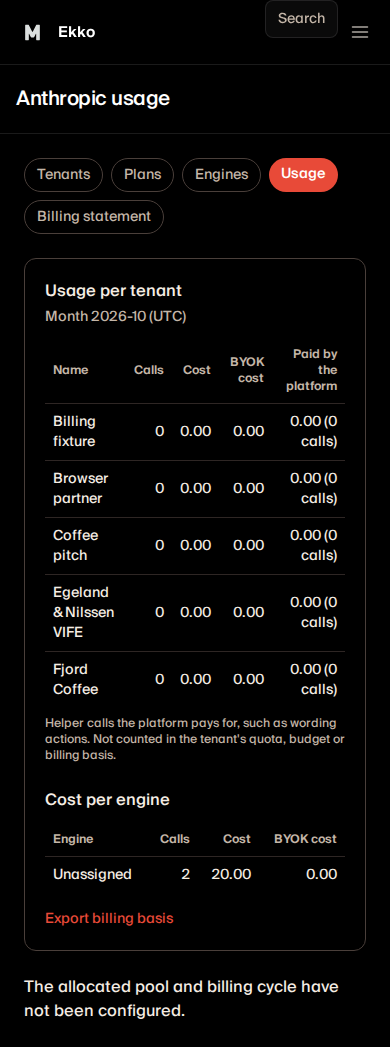 Search
Ekko
Anthropic usage
Tenants Plans Engines Usage
Billing statement
Usage per tenant
Month 2026-10 (UTC)
Name Calls Cost BYOK cost Paid by the platform
Billing fixture 0 0.00 0.00 0.00 (0 calls)
Browser partner 0 0.00 0.00 0.00 (0 calls)
Coffee pitch 0 0.00 0.00 0.00 (0 calls)
Egeland & Nilssen VIFE 0 0.00 0.00 0.00 (0 calls)
Fjord Coffee 0 0.00 0.00 0.00 (0 calls)
Helper calls the platform pays for, such as wording
actions. Not counted in the tenant's quota, budget or
billing basis.
Cost per engine
Engine Calls Cost BYOK cost
Unassigned 2 20.00 0.00
Export billing basis
The allocated pool and billing cycle have
not been configured.